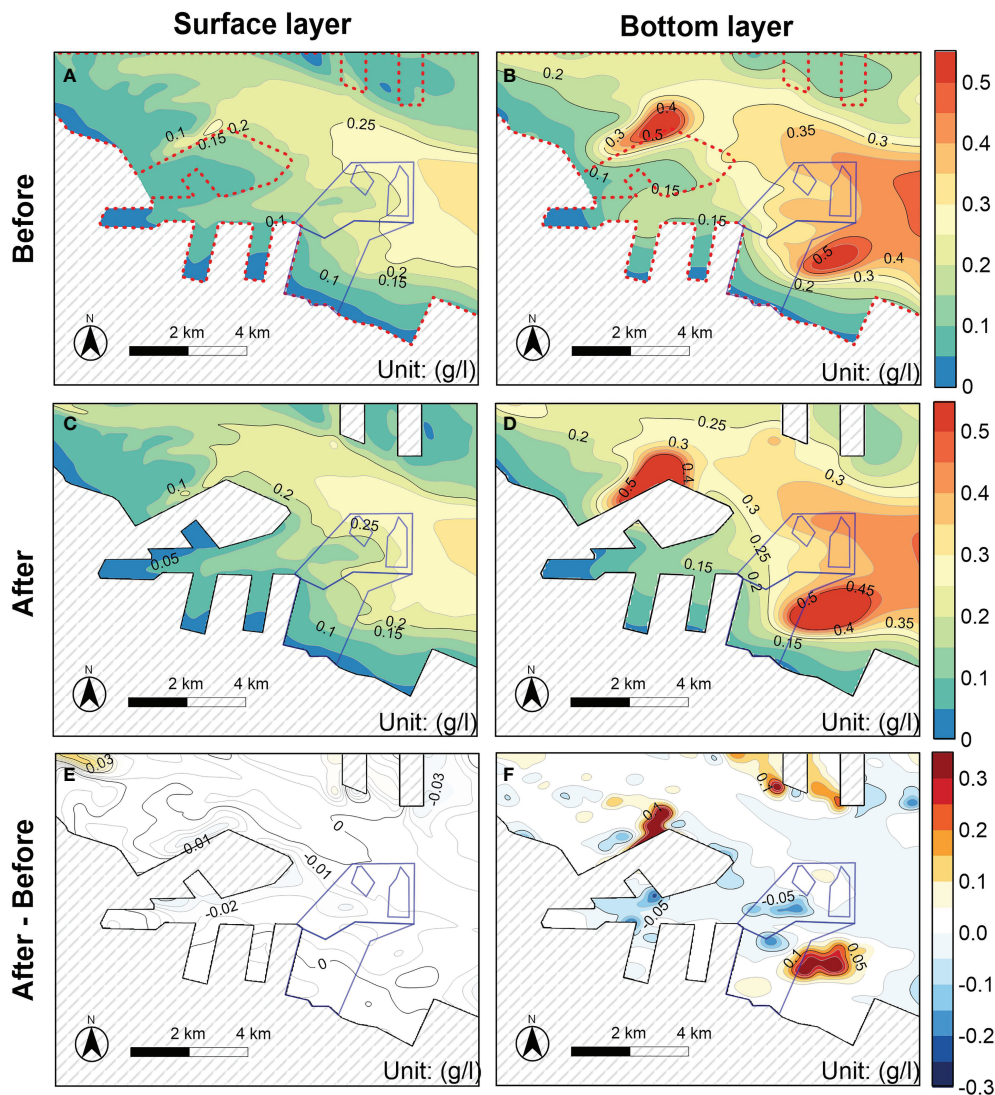 Surface layer
Bottom layer
Before
A
0.1
0.2
0.15
0.25
0.1
0.1
0.2
0.15
N
2 km 4 km
Unit: (g/l)
B
0.2
0.4
0.3
0.5
0.35
0.3
0.1
0.15
0.15
0.5
0.4
0.3
0.2
N
2 km 4 km
Unit: (g/l)
0.5
0.4
0.3
0.2
0.1
0
After
C
0.1
0.2
0.25
0.05
0.1
0.2
0.15
N
2 km 4 km
Unit: (g/l)
D
0.25
0.2
0.3
0.5
0.4
0.3
0.3
0.25
0.15
0.2
0.5
0.45
0.4
0.35
0.15
N
2 km 4 km
Unit: (g/l)
0.5
0.4
0.3
0.2
0.1
0
After - Before
E
0.03
-0.03
0
0.01
-0.01
-0.02
0
N
2 km 4 km
Unit: (g/l)
F
0.1
0.1
-0.05
-0.05
0.1
0.05
N
2 km 4 km
Unit: (g/l)
0.3
0.2
0.1
0.0
-0.1
-0.2
-0.3